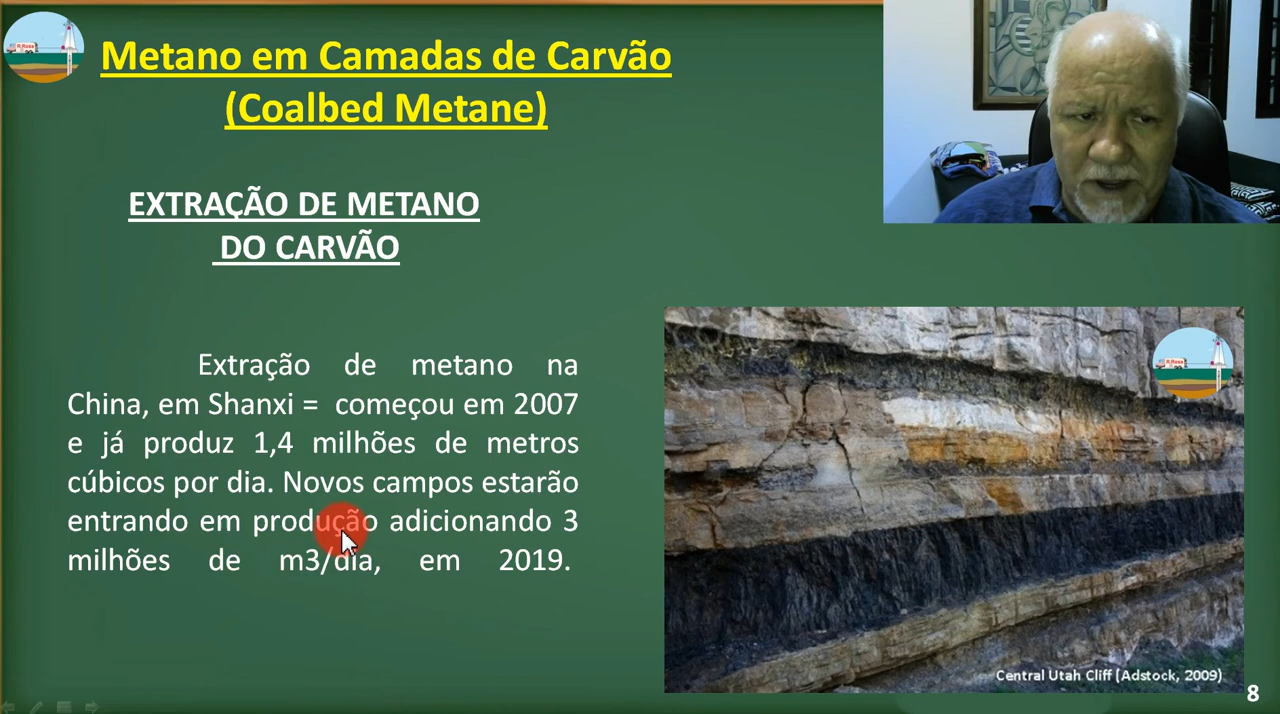 Metano em Camadas de Carvão
(Coalbed Metane)
EXTRAÇÃO DE METANO
DO CARVÃO
Extração de metano na
China, em Shanxi = começou em 2007
e já produz 1,4 milhões de metros
cúbicos por dia. Novos campos estarão
entrando em produção adicionando 3
milhões de m3/dia, em 2019.
Central Utah Cliff (Adstock, 2009)
8